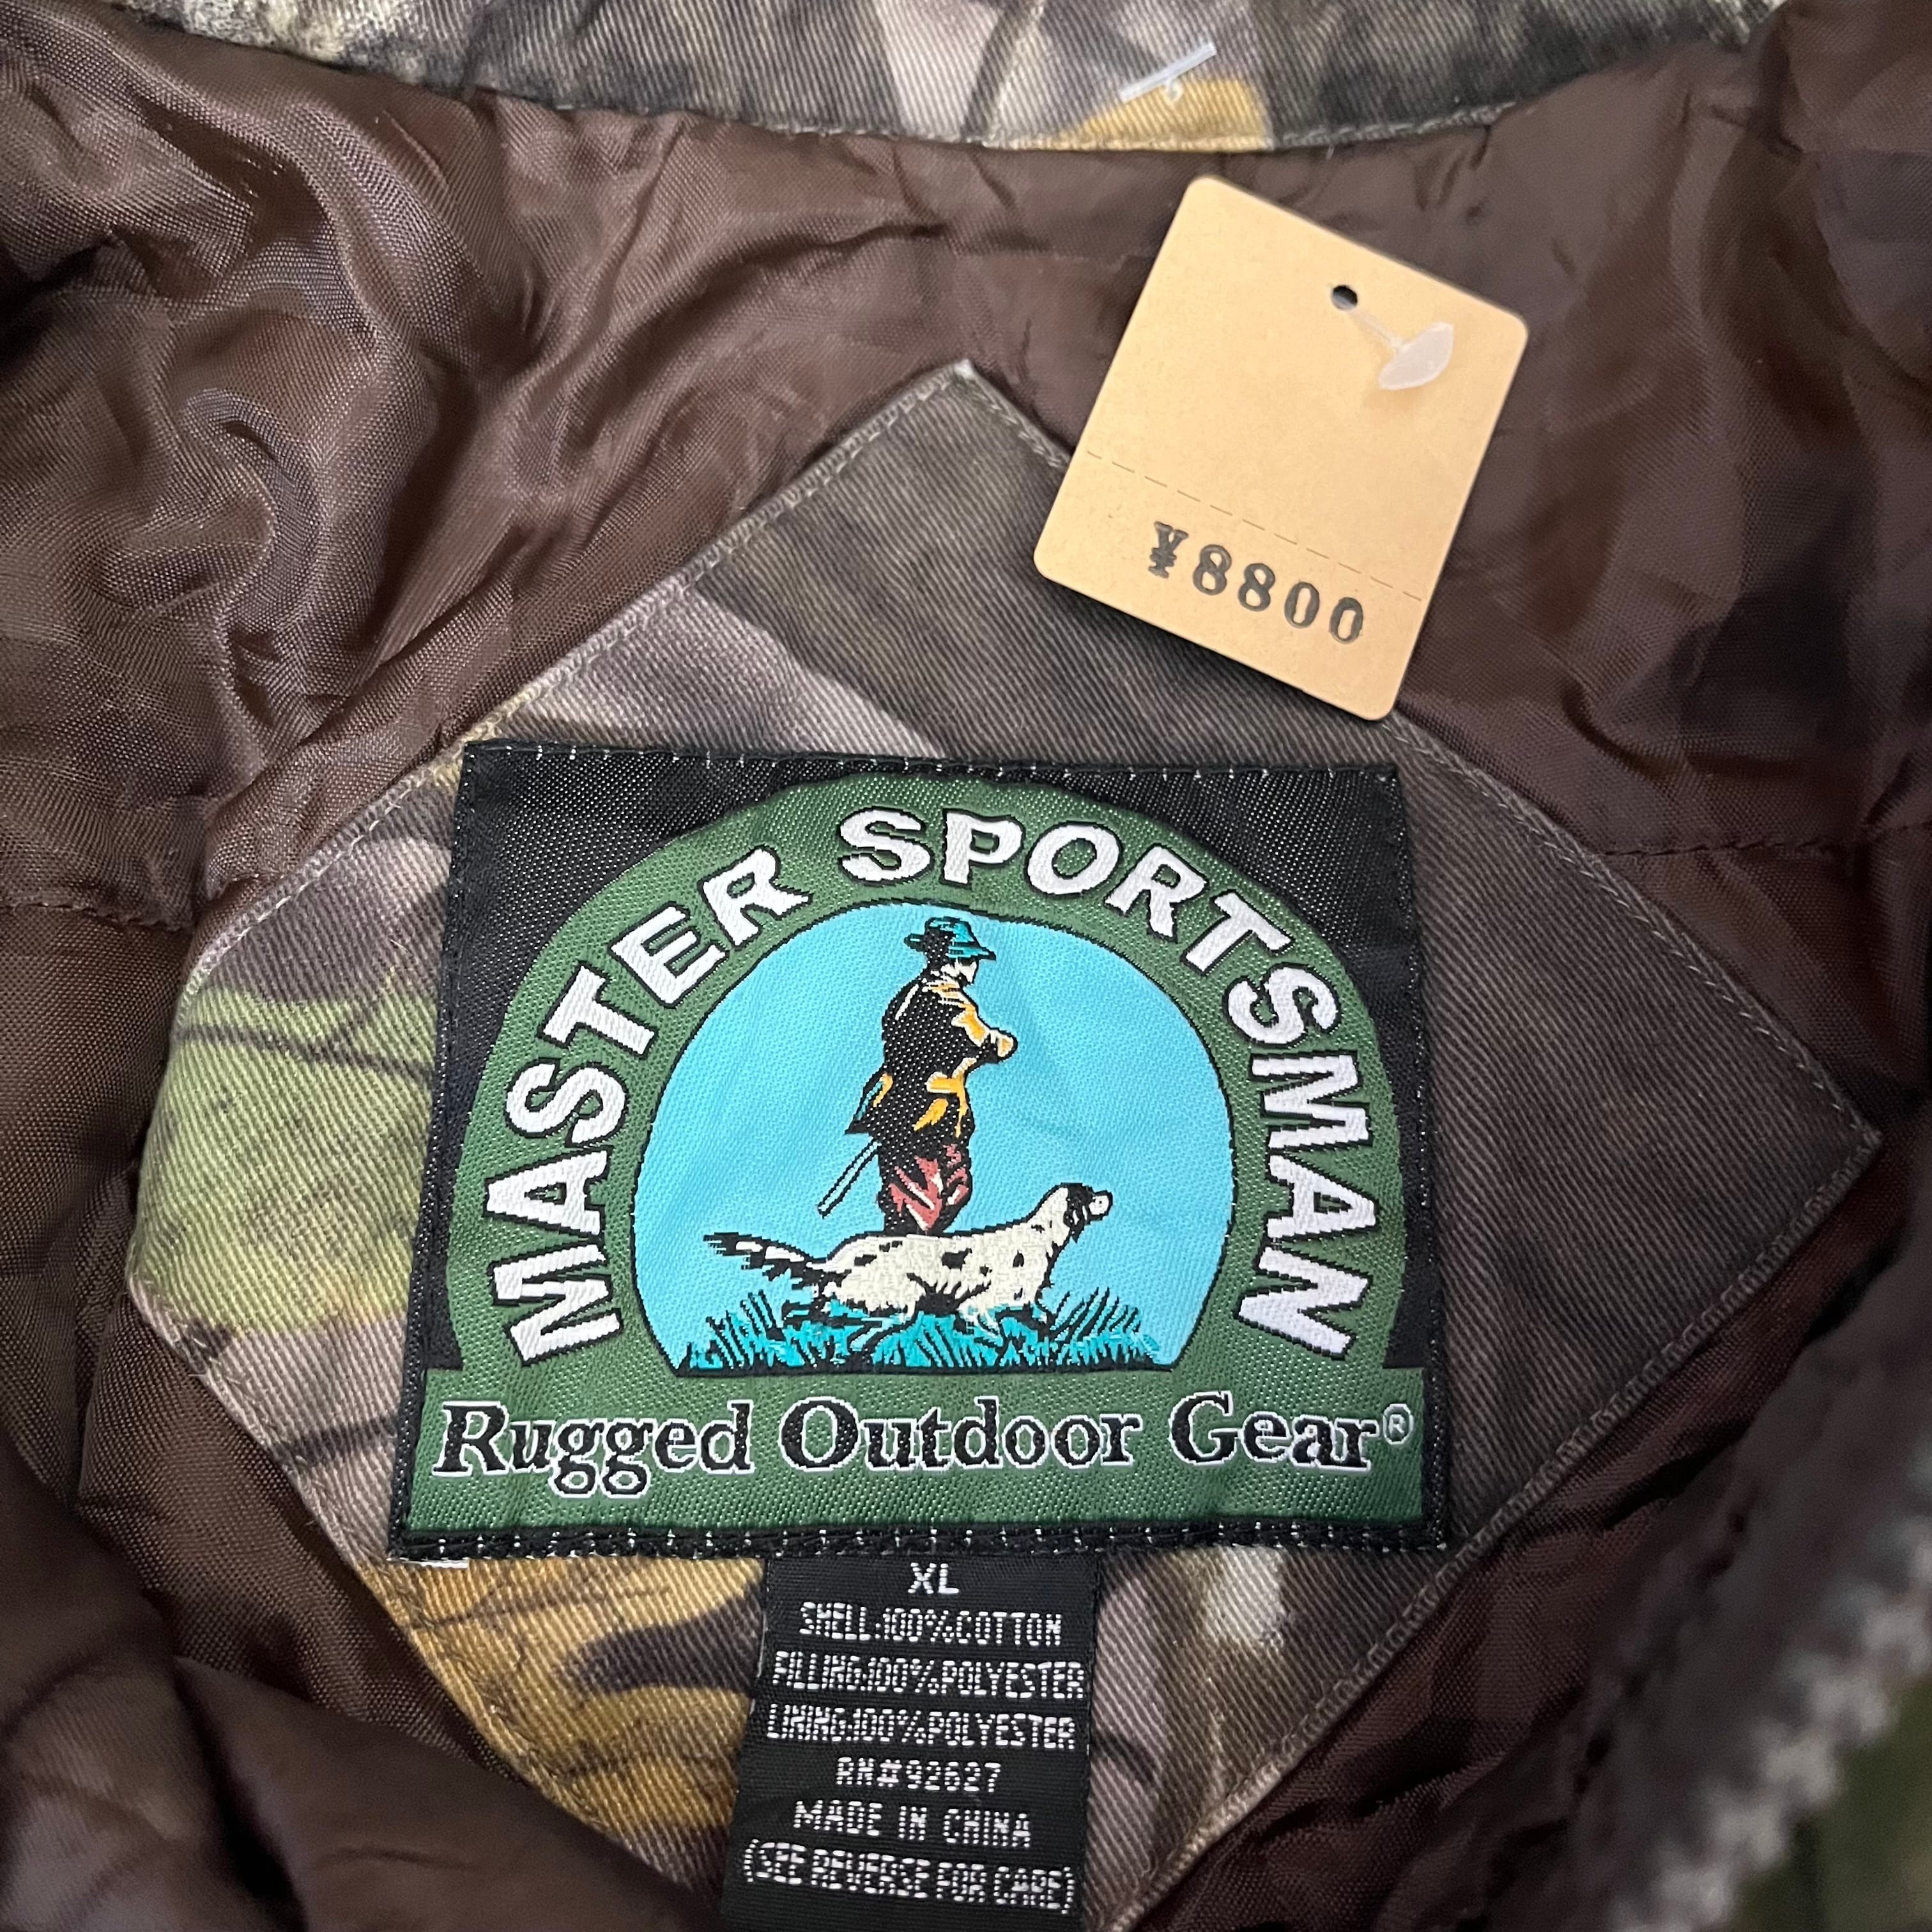 ¥8800
MASTER SPORTSMAN
Rugged Outdoor Gear®
XL
SHELL:100%COTTON
FILLING:100%POLYESTER
LINING:100%POLYESTER
RN#92627
MADE IN CHINA
(SEE REVERSE FOR CARE)